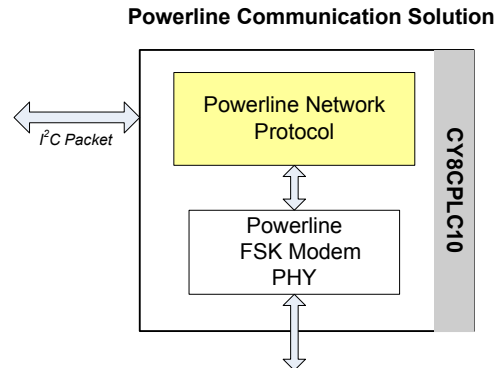 Powerline Communication Solution
Powerline Network
Protocol
I²C Packet
CY8CPLC10
Powerline
FSK Modem
PHY